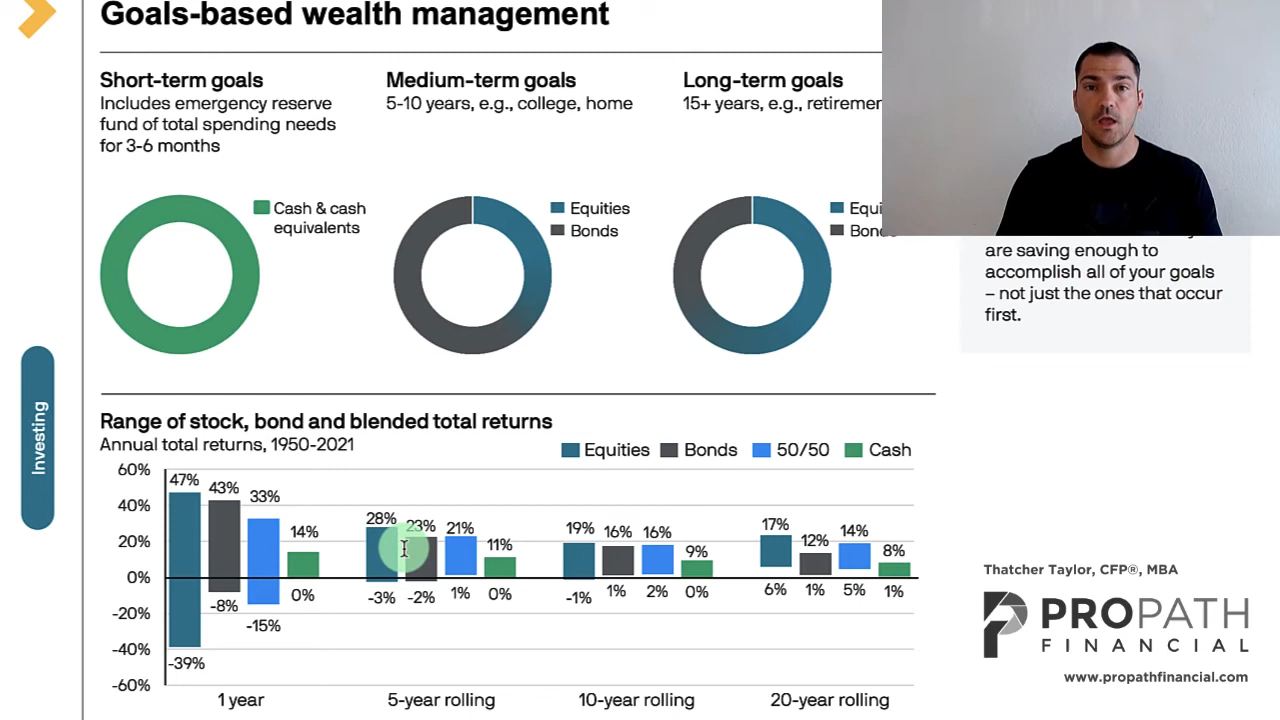 Goals-based wealth management
Short-term goals
Includes emergency reserve
fund of total spending needs
for 3-6 months
Cash & cash
equivalents
Medium-term goals
5-10 years, e.g., college, home
Equities
Bonds
Long-term goals
15+ years, e.g.,
are saving enough to
accomplish all of your goals
– not just the ones that occur
first.
Investing
Range of stock, bond and blended total returns
Annual total returns, 1950-2021
Equities Bonds 50/50 Cash
60%
40%
20%
0%
-20%
-40%
-60%
47% 43% 33% 14%
-39% -8% -15% 0%
1 year
28% 23% 21% 11%
-3% -2% 1% 0%
5-year rolling
19% 16% 16% 9%
-1% 1% 2% 0%
10-year rolling
17% 12% 14% 8%
6% 1% 5% 1%
20-year rolling
Thatcher Taylor, CFP®, MBA
PROPATH
FINANCIAL
www.propathfinancial.com